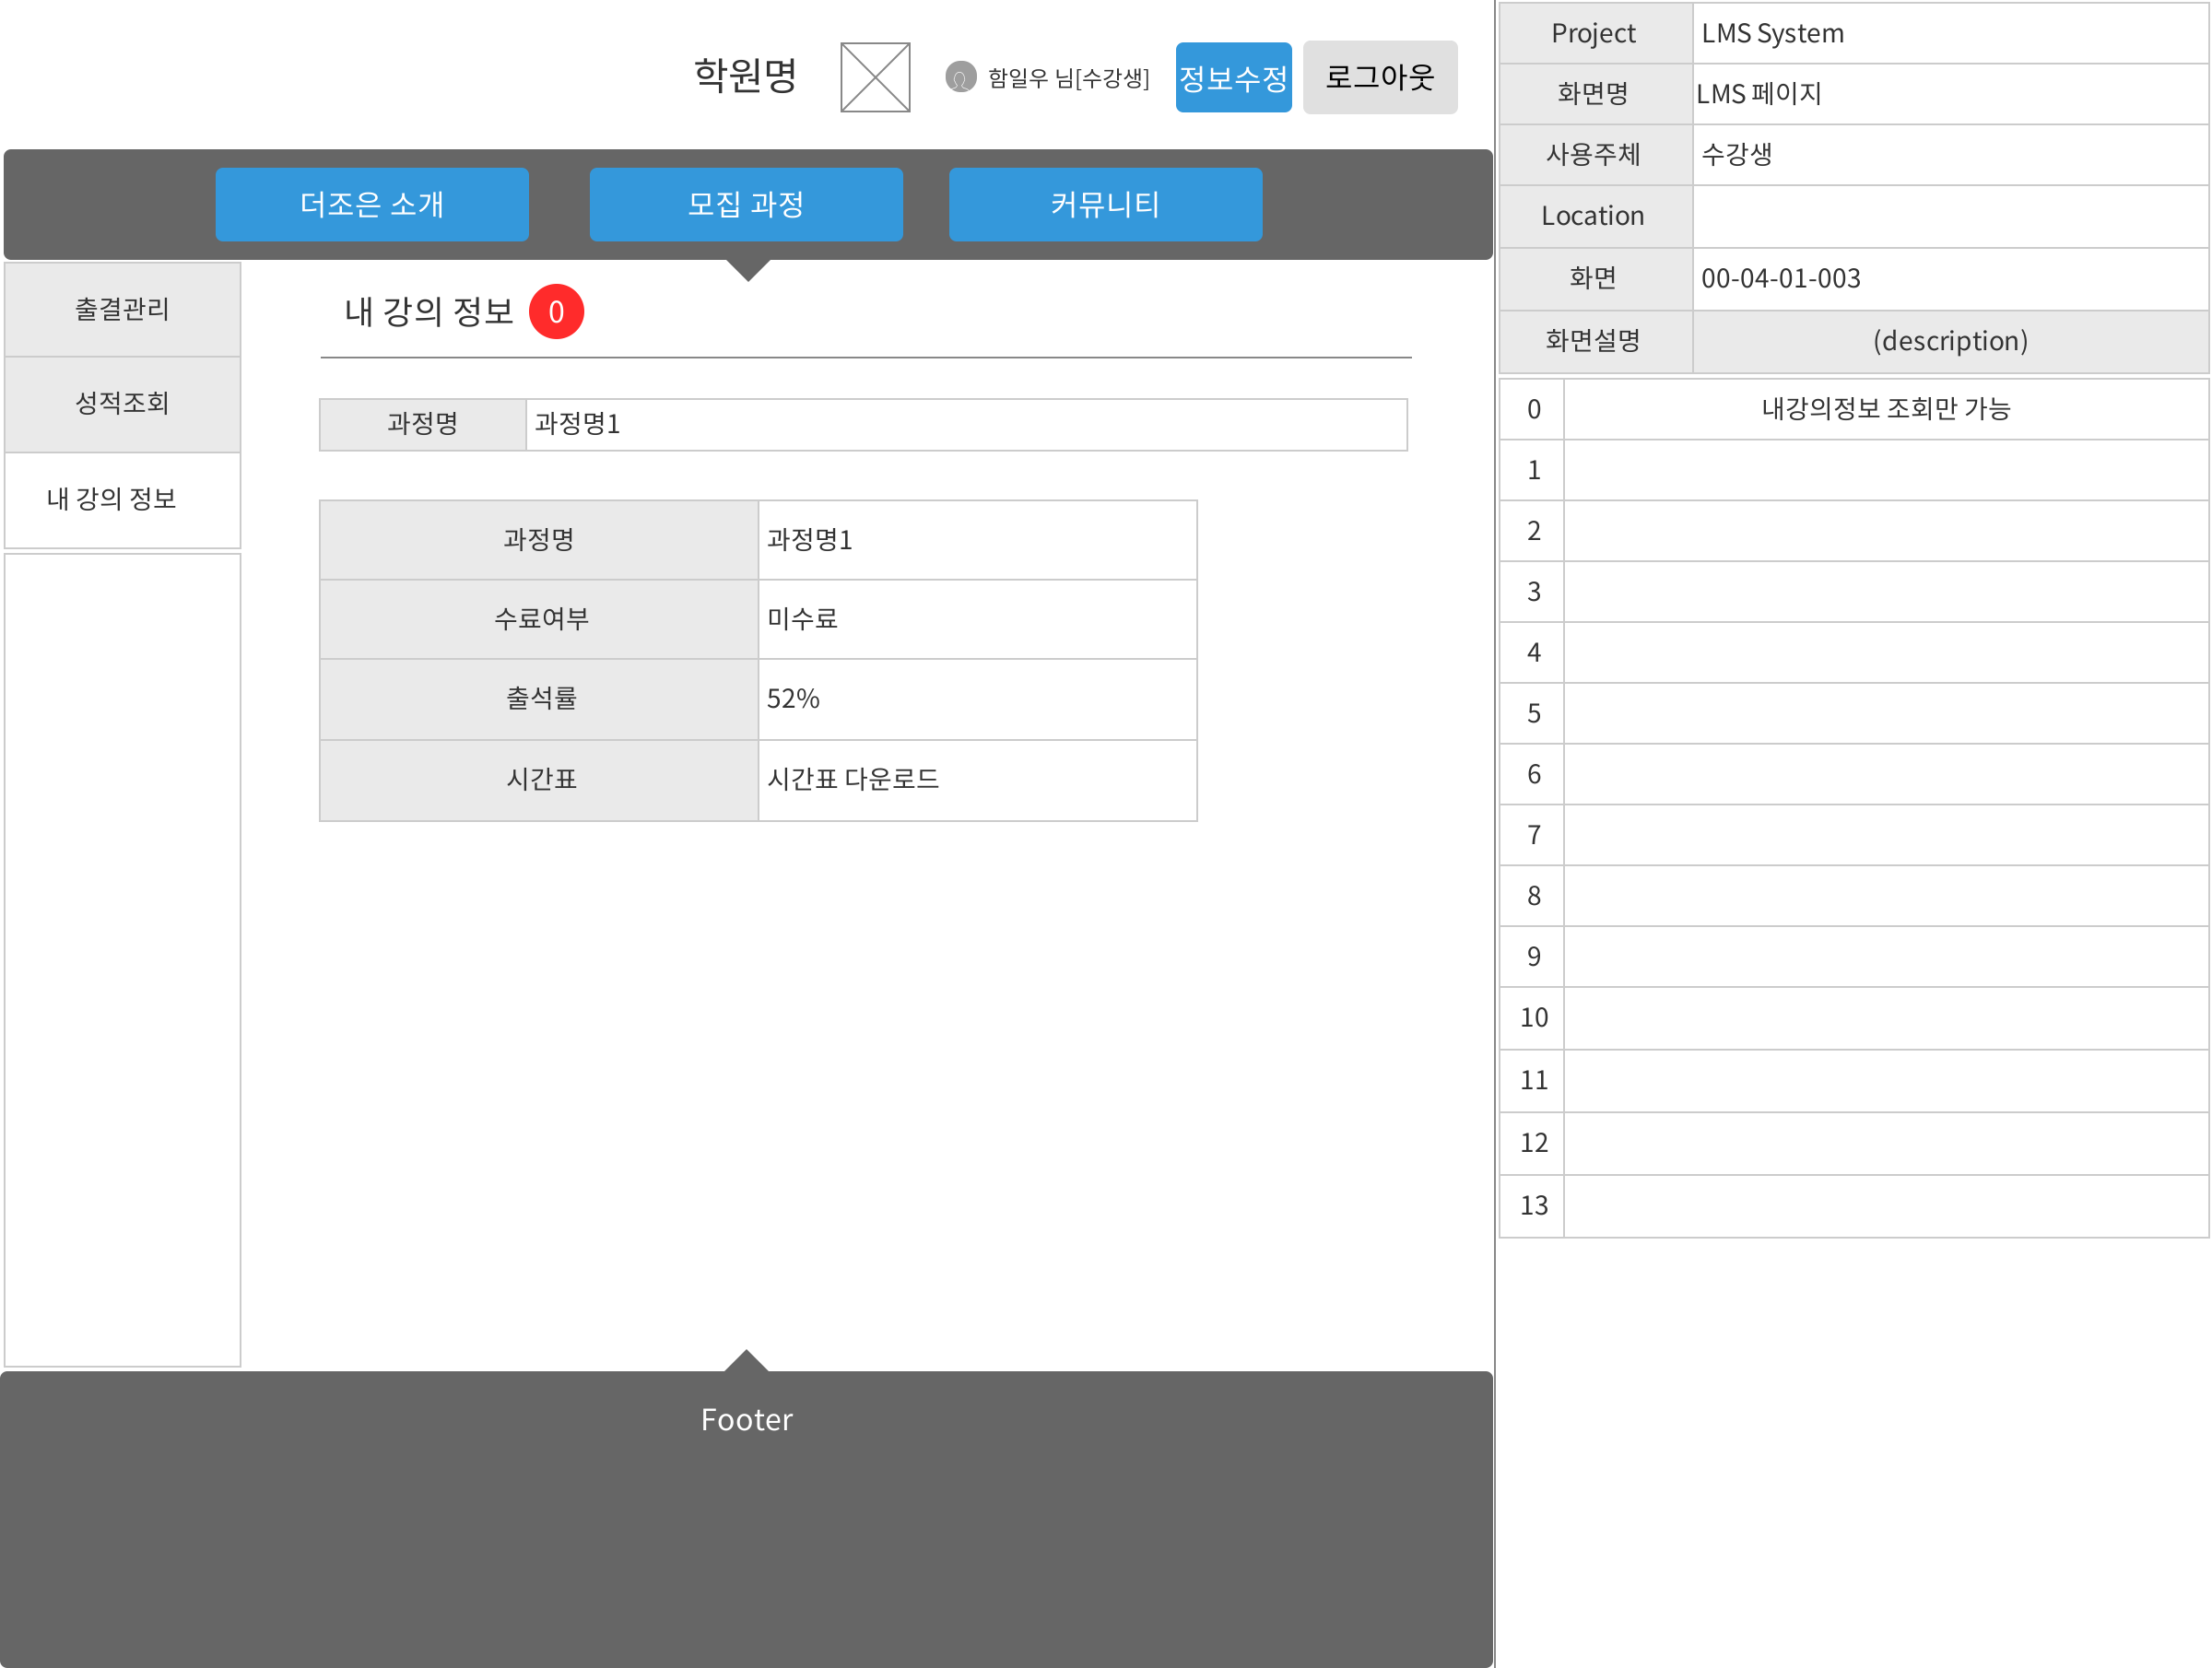 학원명
함일우 님[수강생]
정보수정
로그아웃
더조은 소개
모집 과정
커뮤니티
출결관리
성적조회
내 강의 정보
내 강의 정보 0
과정명 과정명1
과정명 과정명1
수료여부 미수료
출석률 52%
시간표 시간표 다운로드
Footer
Project LMS System
화면명 LMS 페이지
사용주체 수강생
Location
화면 00-04-01-003
화면설명 (description)
0 내강의정보 조회만 가능
1
2
3
4
5
6
7
8
9
10
11
12
13